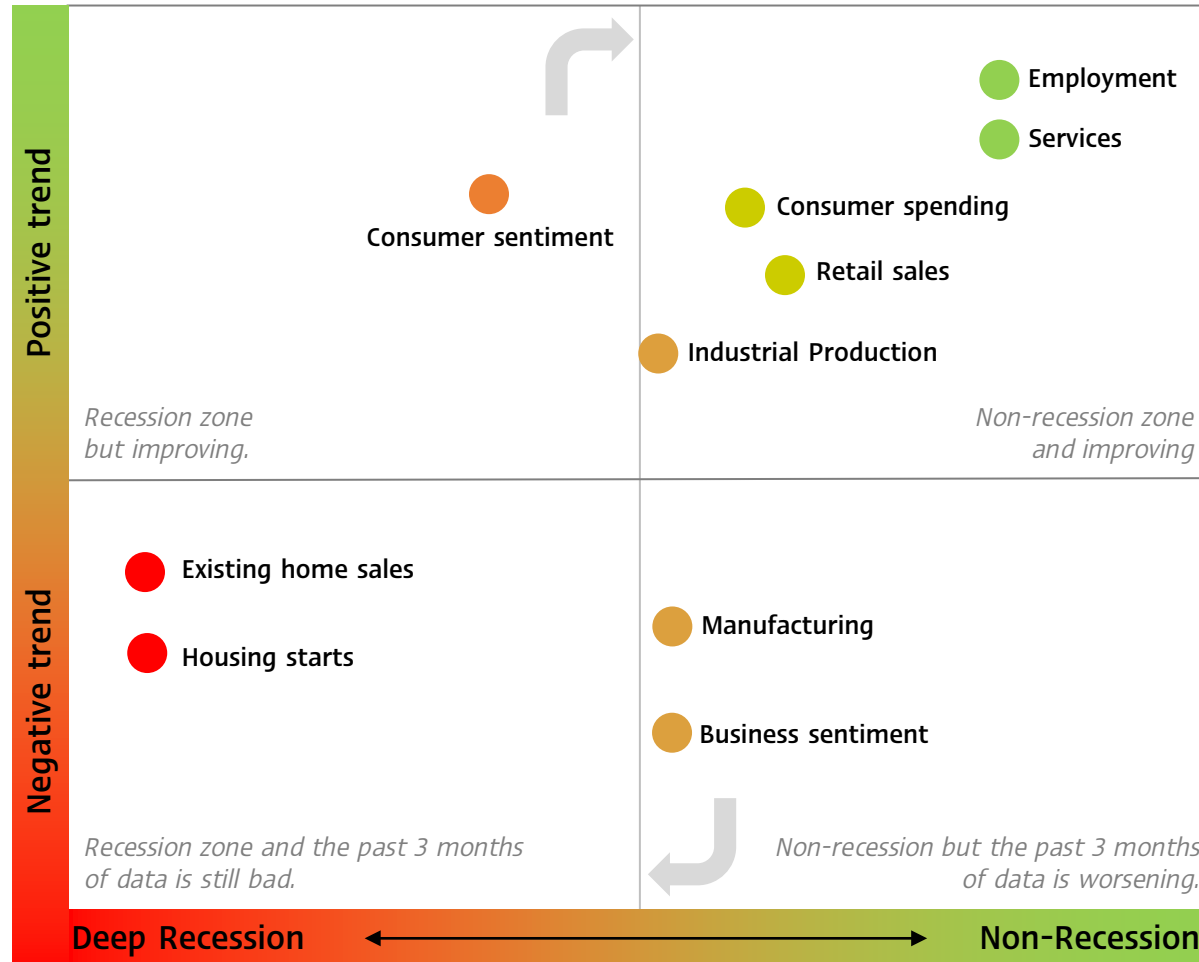 Positive trend
Negative trend
Employment
Services
Consumer sentiment
Consumer spending
Retail sales
Industrial Production
Recession zone
but improving.
Non-recession zone
and improving
Existing home sales
Housing starts
Manufacturing
Business sentiment
Recession zone and the past 3 months
of data is still bad.
Non-recession but the past 3 months
of data is worsening.
Deep Recession
Non-Recession